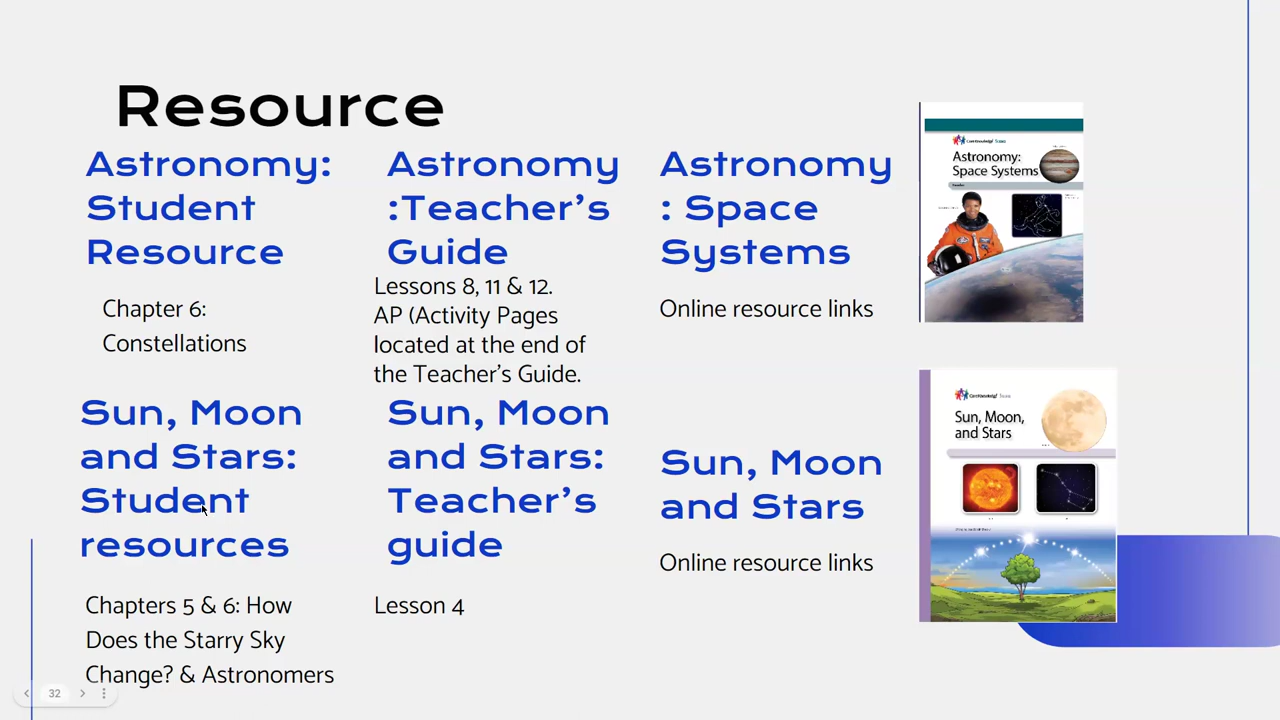 Resource
Astronomy:
Student
Resource
Chapter 6:
Constellations
Astronomy
:Teacher’s
Guide
Lessons 8, 11 & 12.
AP (Activity Pages
located at the end of
the Teacher’s Guide.
Astronomy
: Space
Systems
Online resource links
Astronomy:
Space Systems
Sun, Moon
and Stars:
Student
resources
Chapters 5 & 6: How
Does the Starry Sky
Change? & Astronomers
Sun, Moon
and Stars:
Teacher’s
guide
Lesson 4
Sun, Moon
and Stars
Online resource links
Sun, Moon,
and Stars
32